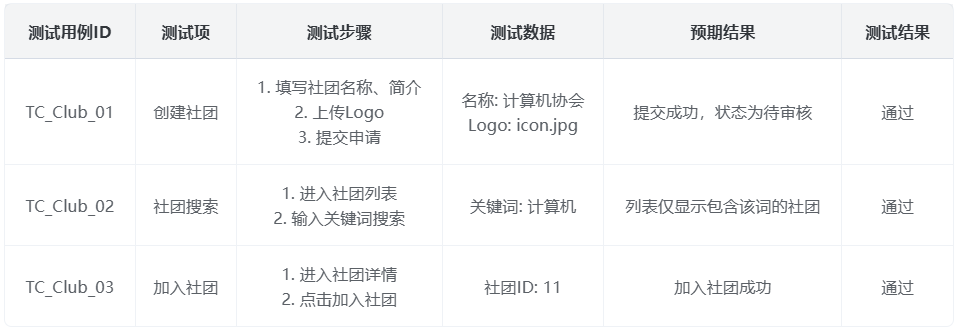 测试用例ID 测试项 测试步骤 测试数据 预期结果 测试结果
TC_Club_01 创建社团 1. 填写社团名称、简介 2. 上传Logo 3. 提交申请 名称: 计算机协会 Logo: icon.jpg 提交成功，状态为待审核 通过
TC_Club_02 社团搜索 1. 进入社团列表 2. 输入关键词搜索 关键词: 计算机 列表仅显示包含该词的社团 通过
TC_Club_03 加入社团 1. 进入社团详情 2. 点击加入社团 社团ID: 11 加入社团成功 通过